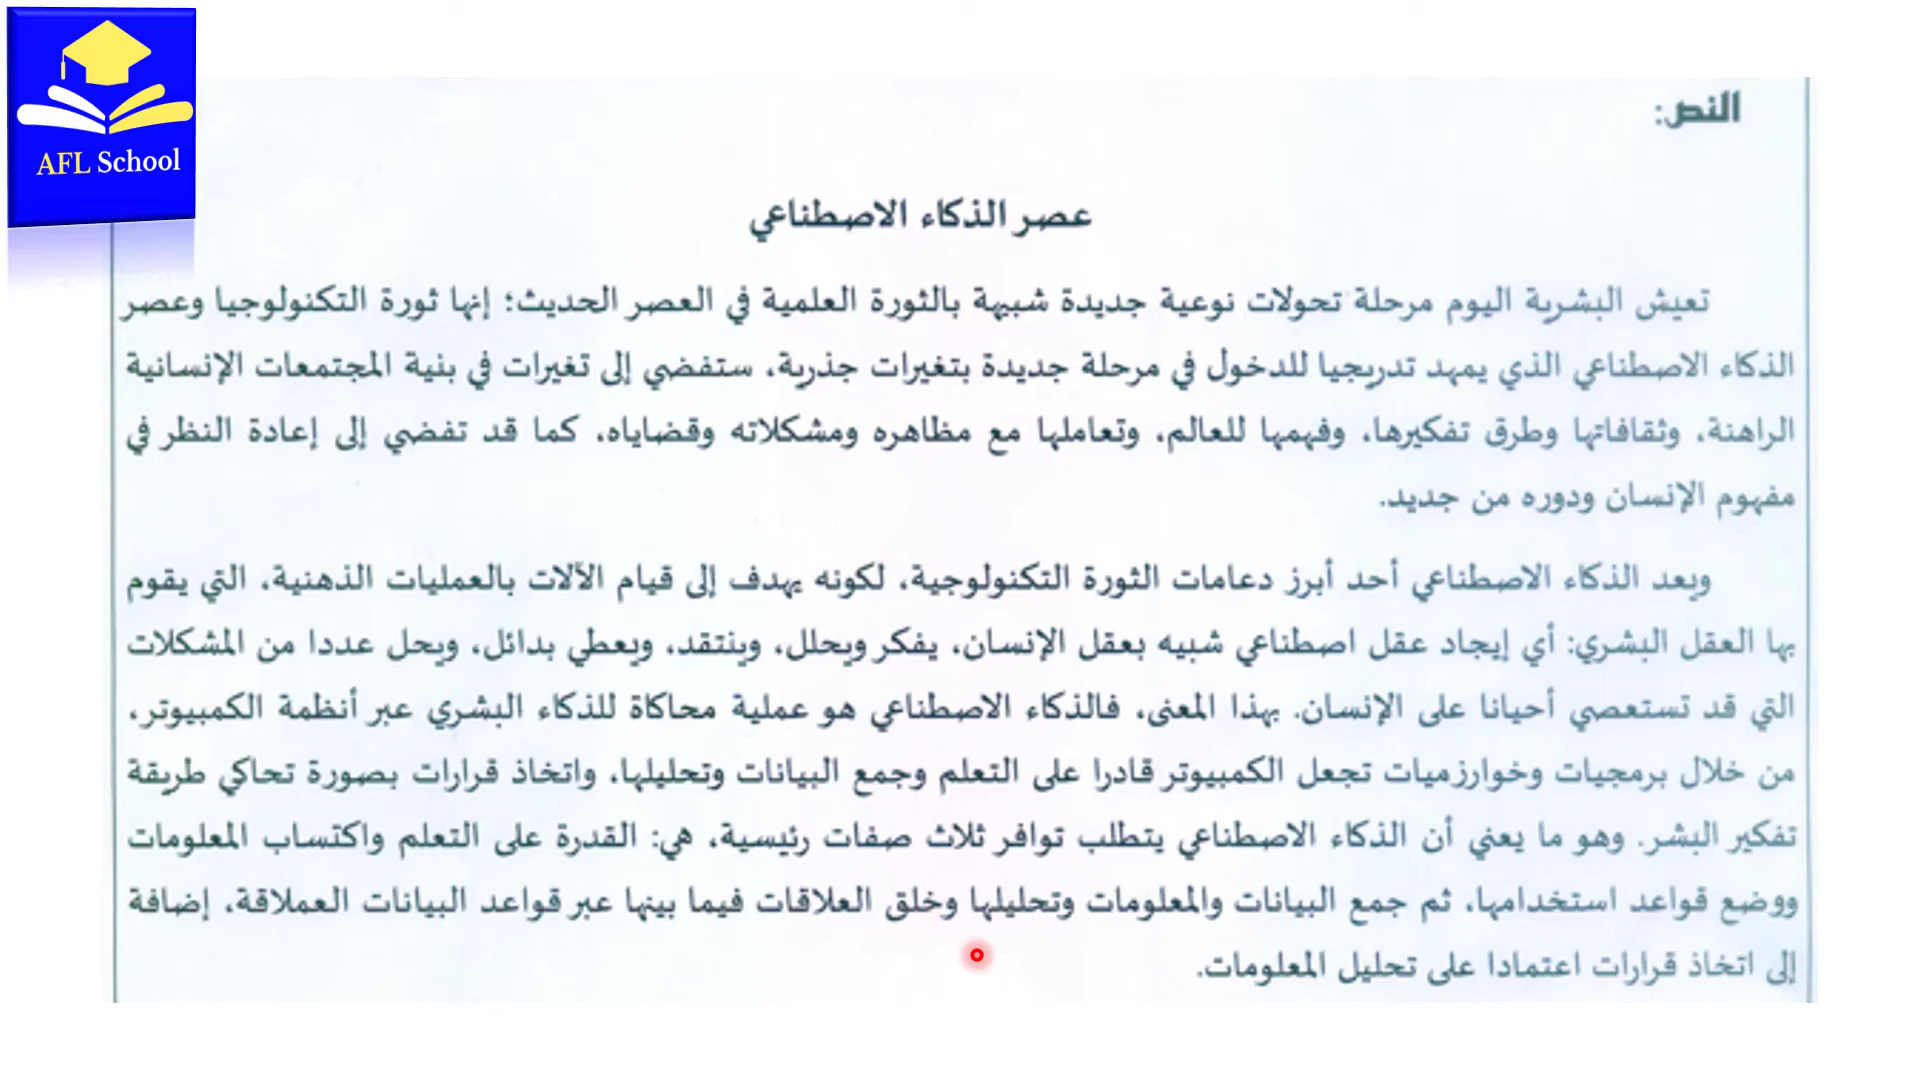 AFL School
النص:
عصر الذكاء الاصطناعي
تعيش البشرية اليوم مرحلة تحولات نوعية جديدة شبيهة بالثورة العلمية في العصر الحديث؛ إنها ثورة التكنولوجيا وعصر
الذكاء الاصطناعي الذي يمهد تدريجيا للدخول في مرحلة جديدة بتغيرات جذرية، ستفضي إلى تغيرات في بنية المجتمعات الإنسانية
الراهنة، وثقافاتها وطرق تفكيرها، وفهمها للعالم، وتعاملها مع مظاهره ومشكلاته وقضاياه، كما قد تفضي إلى إعادة النظر في
مفهوم الإنسان ودوره من جديد.
ويعد الذكاء الاصطناعي أحد أبرز دعامات الثورة التكنولوجية، لكونه يهدف إلى قيام الآلات بالعمليات الذهنية، التي يقوم
بها العقل البشري: أي إيجاد عقل اصطناعي شبيه بعقل الإنسان، يفكر ويحلل، وينتقد، ويعطي بدائل، ويحل عددا من المشكلات
التي قد تستعصي أحيانا على الإنسان. بهذا المعنى، فالذكاء الاصطناعي هو عملية محاكاة للذكاء البشري عبر أنظمة الكمبيوتر،
من خلال برمجيات وخوارزميات تجعل الكمبيوتر قادرا على التعلم وجمع البيانات وتحليلها، واتخاذ قرارات بصورة تحاكي طريقة
تفكير البشر. وهو ما يعني أن الذكاء الاصطناعي يتطلب توافر ثلاث صفات رئيسية، هي: القدرة على التعلم واكتساب المعلومات
ووضع قواعد استخدامها، ثم جمع البيانات والمعلومات وتحليلها وخلق العلاقات فيما بينها عبر قواعد البيانات العملاقة، إضافة
إلى اتخاذ قرارات اعتمادا على تحليل المعلومات.